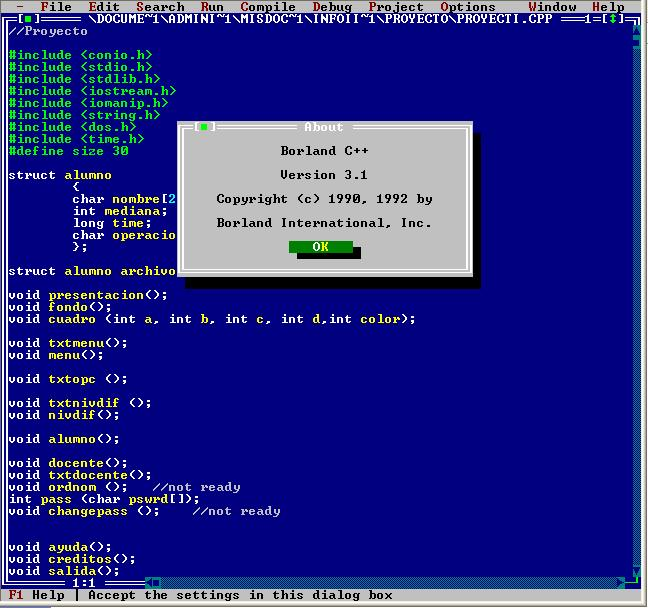 - File Edit Search Run Compile Debug Project Options Window Help
\DOCUME~1\ADMINI~1\MISDOC~1\INFOII~1\PROYECTO\PROYECTI.CPP 1
//Proyecto
#include <conio.h>
#include <stdio.h>
#include <stdlib.h>
#include <iostream.h>
#include <iomanip.h>
#include <string.h>
#include <dos.h>
#include <time.h>
#define size 30
struct alumno
{
char nombre[2
int mediana;
long time;
char operacio
};
struct alumno archivo
About
Borland C++
Version 3.1
Copyright (c) 1990, 1992 by
Borland International, Inc.
OK
void presentacion();
void fondo();
void cuadro (int a, int b, int c, int d,int color);
void txtmenu();
void menu();
void txtopc ();
void txtnivdif ();
void nivdif();
void alumno();
void docente();
void txtdocente();
void ordnom (); //not ready
int pass (char pswrd[]);
void changepass (); //not ready
void ayuda();
void creditos();
void salida();
1:1
F1 Help | Accept the settings in this dialog box